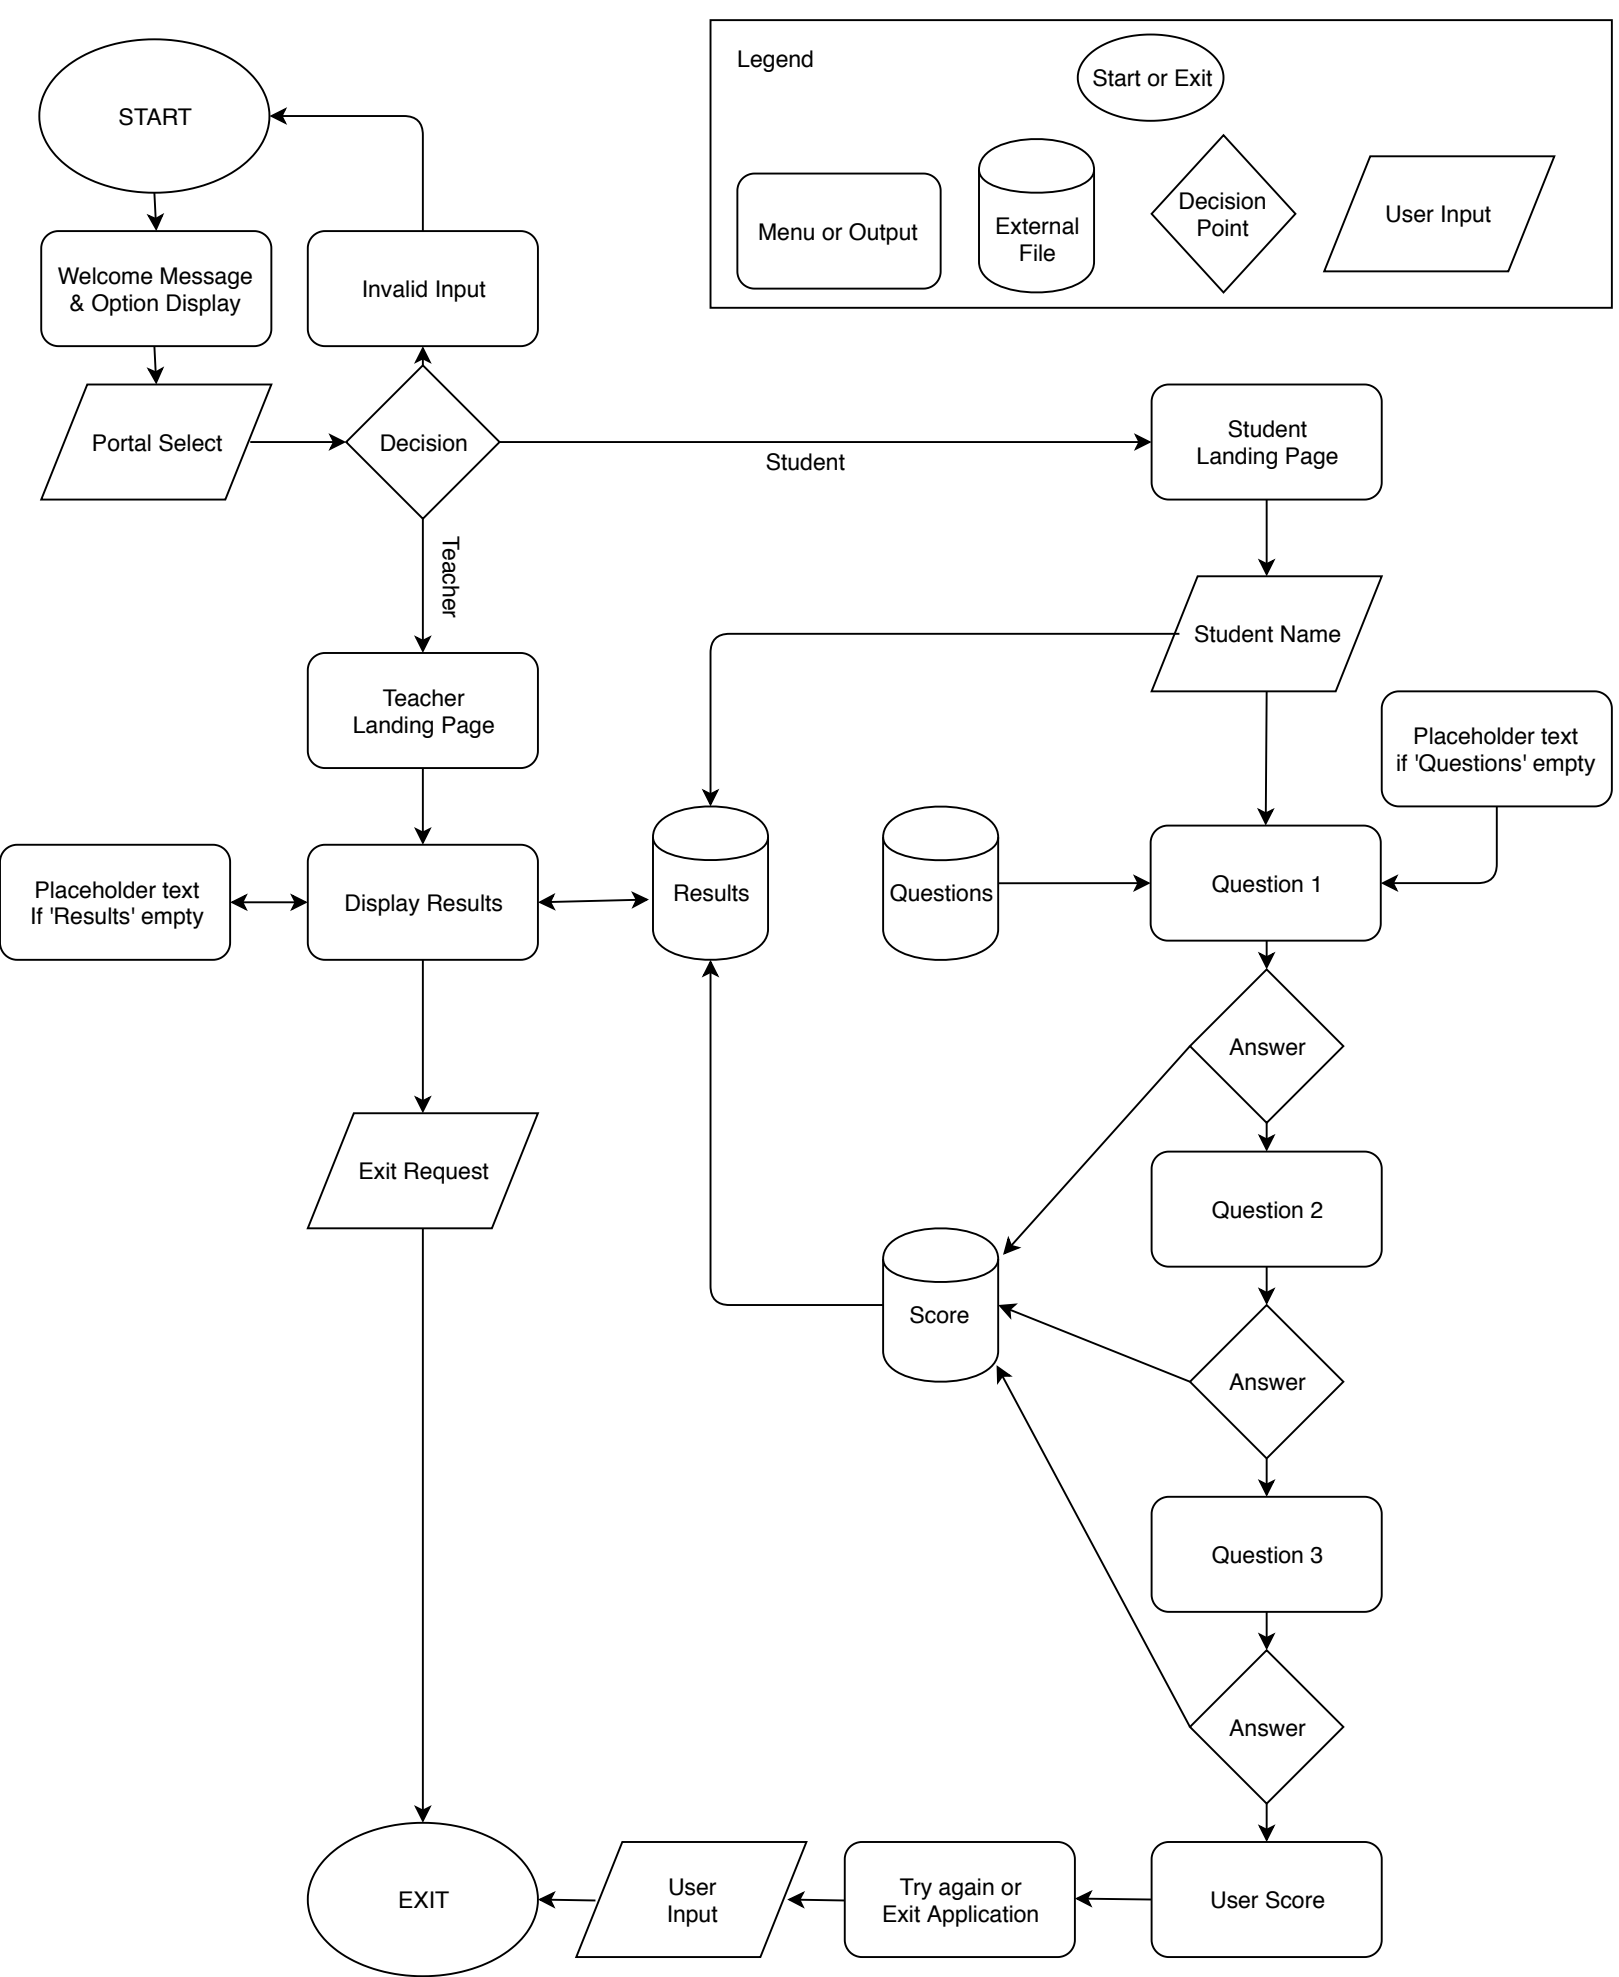 START
Legend
Start or Exit
Menu or Output
External
File
Decision
Point
User Input
Welcome Message
& Option Display
Invalid Input
Portal Select
Decision
Student
Student
Landing Page
Teacher
Student Name
Teacher
Landing Page
Placeholder text
if 'Questions' empty
Placeholder text
If 'Results' empty
Display Results
Results
Questions
Question 1
Answer
Exit Request
Question 2
Score
Answer
Question 3
Answer
EXIT
User
Input
Try again or
Exit Application
User Score